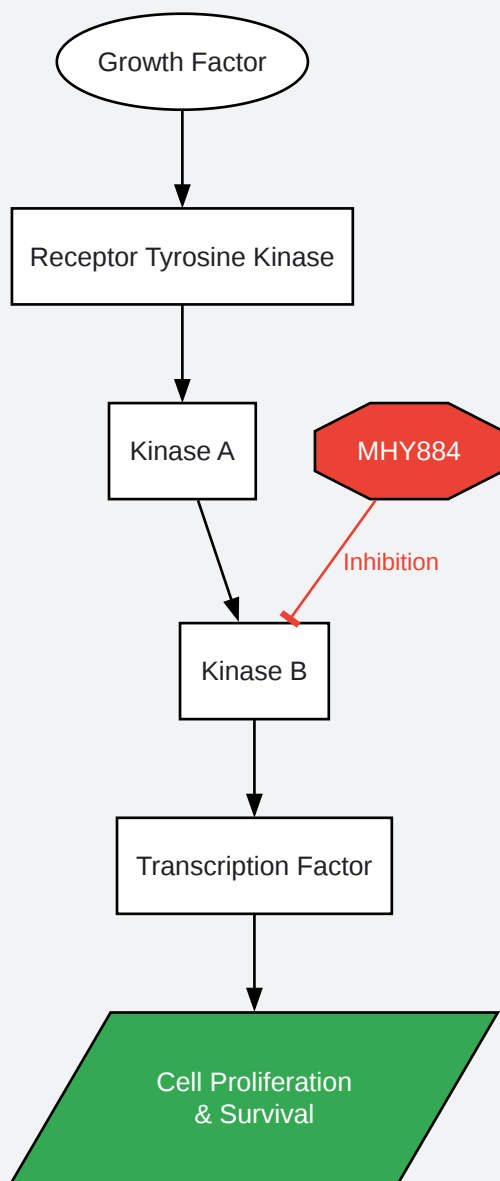 Growth Factor
Receptor Tyrosine Kinase
Kinase A
MHY884
Inhibition
Kinase B
Transcription Factor
Cell Proliferation
& Survival